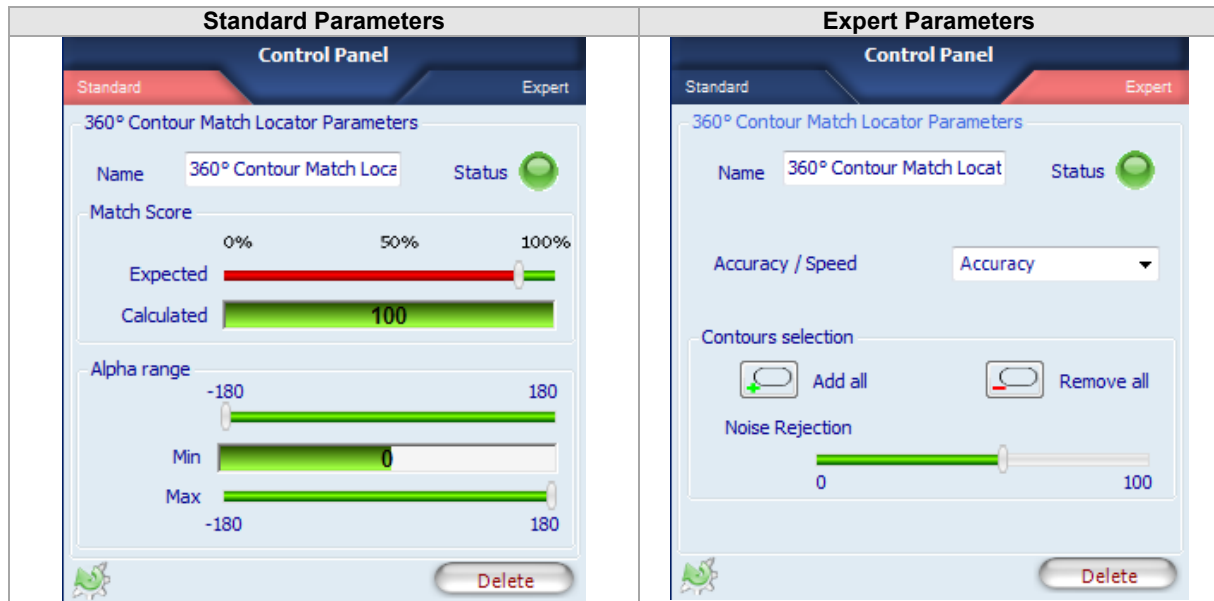 Standard Parameters
Expert Parameters
Control Panel
Standard
Expert
360° Contour Match Locator Parameters
Name
360° Contour Match Loca
Status
Match Score
0%
50%
100%
Expected
Calculated
100
Alpha range
-180
180
Min
0
Max
-180
180
Delete
Control Panel
Standard
Expert
360° Contour Match Locator Parameters
Name
360° Contour Match Locat
Status
Accuracy / Speed
Accuracy
Contours selection
Add all
Remove all
Noise Rejection
0
100
Delete